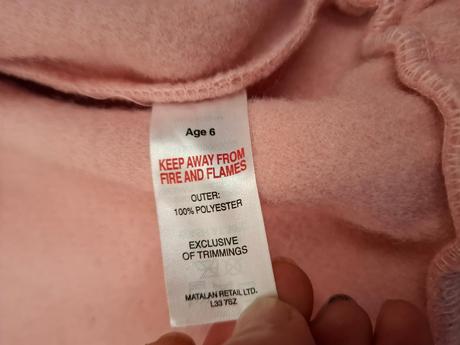 Age 6
KEEP AWAY FROM
FIRE AND FLAMES
OUTER:
100% POLYESTER
EXCLUSIVE
OF TRIMMINGS
MATALAN RETAIL LTD.
L33 7SZ